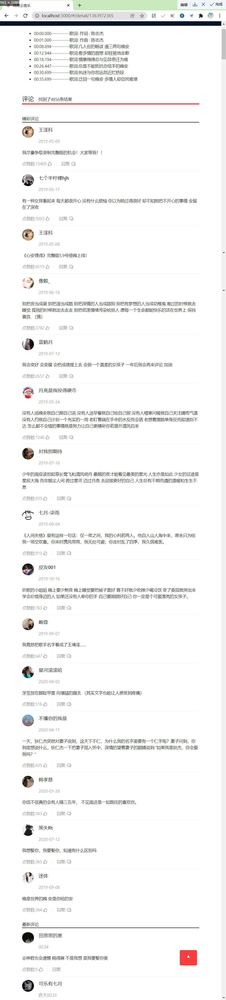 961 × 1080
网易云音乐
编辑 完成
localhost:3000/#/detail/1363972365
00:00.000-----------歌词: 作词 : 陈志杰
00:01.000-----------歌词: 作曲 : 陈志杰
00:08.694-----------歌词:几人份的畅谈 道三两句晚安
00:12.944-----------歌词:惹多情的遐想 却轻易地走散
00:18.194-----------歌词:情意绵绵总与见异思迁为难
00:26.447-----------歌词:总是不能抵抗你信手的晚安
00:30.699-----------歌词:执迷与你忽远忽近烂桥段
00:35.699-----------歌词:迂回一句晚安 多情人却自找难堪
评论 找到了4856条结果
精彩评论
王泽科
2019-05-09
我尽量争取录制完整版的机会！大家等我！！
点赞数:13409 回复:
七个半柠檬hjh
2019-05-17
有一种女孩看起来 每天都很开心 没有什么烦恼 你以为她过得很好 却不知她把不开心的事情 全留
在了深夜
点赞数:5093 回复:
王泽科
2019-05-08
《心安理得》完整版5.9号傍晚上线!
点赞数:4519 回复:
像颗_
2019-06-16
别把丧当成潮 别把渣当成酷 别把深情的人当成舔狗 别把有梦想的人当成幼稚鬼 难过的时候就去
睡觉 孤独的时候就出去走走 别把低落情绪传染给别人 愿每一个生命都能快乐的活在世界上 保持
善良. （摘）
点赞数:3782 回复:
蓝鹤月
2019-07-12
我会变好 会变瘦 会把成绩提上去 会做一个温柔的女孩子 一年后我会再来评论 加油
点赞数:2657 回复:
月亮是我投得硬币
2019-05-24
没有人说晚安就自己跟自己说 没有人送早餐就自己给自己做 没有人嘘寒问暖就自己关注晴雨气温
没有人约就自己计划一个充实的一周 老盯着端在手中的水反而会洒 老想着摆脱单身反而欲速则不
达 怎么都不会错的事情就是努力让自己更精彩你若盛开清风自来
点赞数:1248 回复:
对我别期待
2019-07-16
少年的肩应该担起草长莺飞和清风明月 最暗的夜才能看见最美的星光 人生亦是如此 少女的征途是
星辰大海 而非烟尘人间 跨过星河 迈过月亮 去迎接更好的自己 人生总有不期而遇的温暖和生生不
息
点赞数:939 回复:
七月-柒雨
2019-09-04
《人间失格》里有这样一句话：仅一夜之间，我的心判若两人。他自人山人海中来，原来只为给
我一场空欢喜。你来时携风带雨，我无处可避；你走时乱了四季，我久病难医。
点赞数:910 回复:
皮友001
2019-10-16
听歌的小姐姐 晚上要少熬夜 晚上睡觉要把被子盖好 胃不好就少吃辣少喝冷饮 受了委屈就哭出来
学会珍惜身边的人 如果还没有人牵你的手 自己要照顾好自己 你一定是个可爱漂亮的女孩子。
点赞数:763 回复:
峋昏
2019-09-07
我竟然把歌手名字看成了王境泽……
点赞数:647 回复:
星河滚滚哈
2020-04-02
牙签放在脚趾甲盖 向墙猛的踢去 （其实文字也能让人感受到疼痛）
点赞数:516 回复:
不懂你的我是
2020-04-11
一天，狄仁杰突然对妻子说到，这天下不仁，为什么我的名字里要有一个仁字呢？妻子问到，你
到底想说什么，狄仁杰一下把妻子揽入怀中，深情的望着妻子的眼睛说到:"如果我是狄杰，你会爱
我吗？"
点赞数:435 回复:
韩孝慈
2020-03-28
你信不信真的会有人隔三五年， 不见面还是一如既往的喜欢你。
点赞数:383 回复:
策失Rt
2020-07-12
我想娶你，我要娶你，知道有什么区别吗
点赞数:365 回复:
迷体
2019-09-08
晚是世界的晚 安是你给的安
点赞数:364 回复:
最新评论
田思思的崽
00:34
@神君也会遗憾 晓得嘛 不是我想 是我要娶你奥
点赞数:0 回复
可乐有七月
昨天00:33